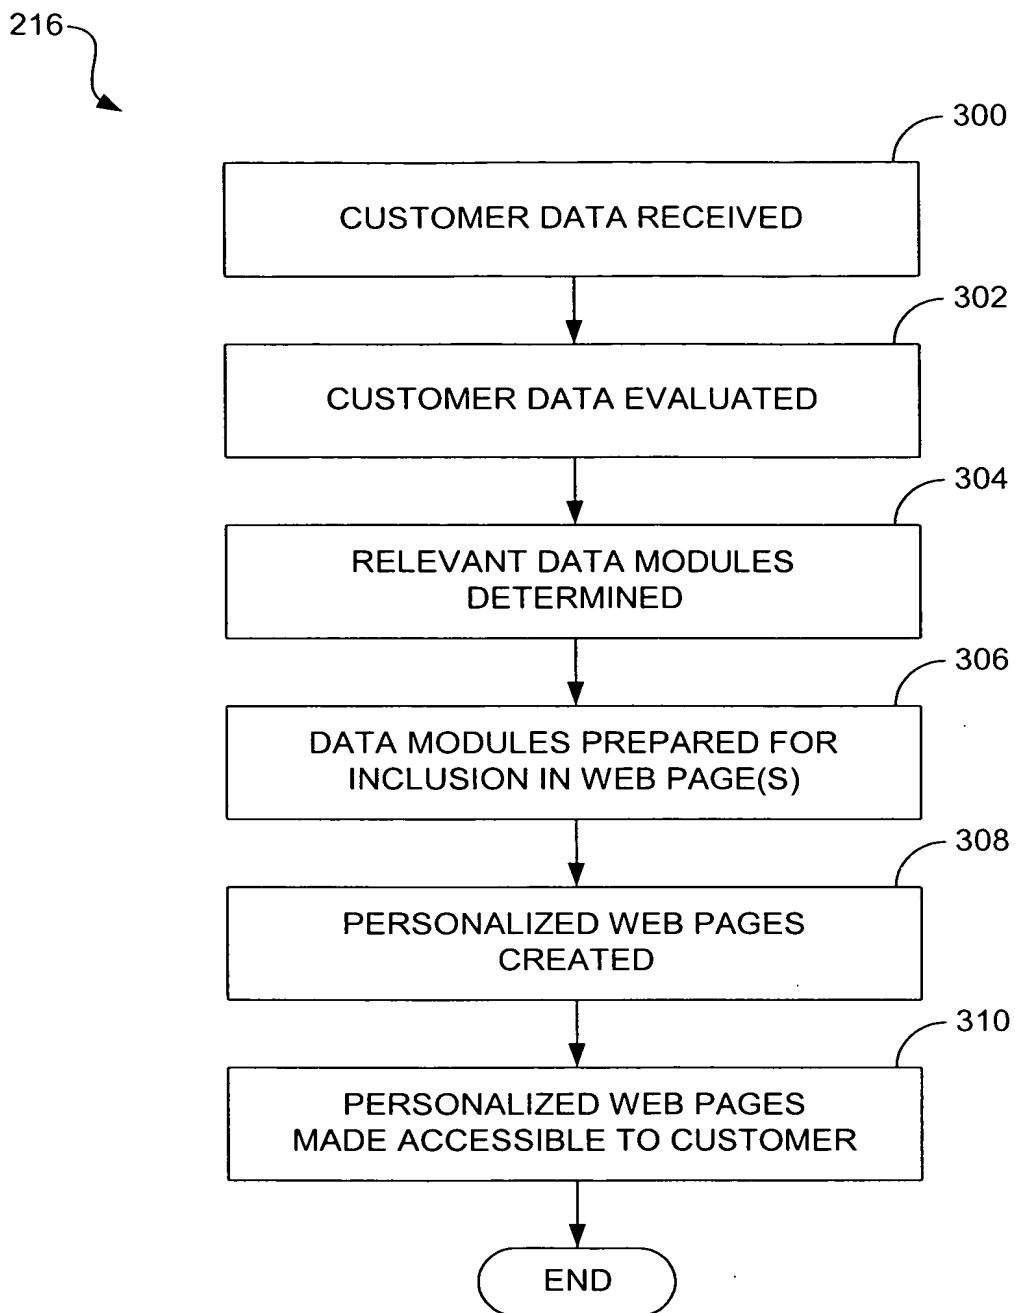 216
300
CUSTOMER DATA RECEIVED
302
CUSTOMER DATA EVALUATED
304
RELEVANT DATA MODULES
DETERMINED
306
DATA MODULES PREPARED FOR
INCLUSION IN WEB PAGE(S)
308
PERSONALIZED WEB PAGES
CREATED
310
PERSONALIZED WEB PAGES
MADE ACCESSIBLE TO CUSTOMER
END